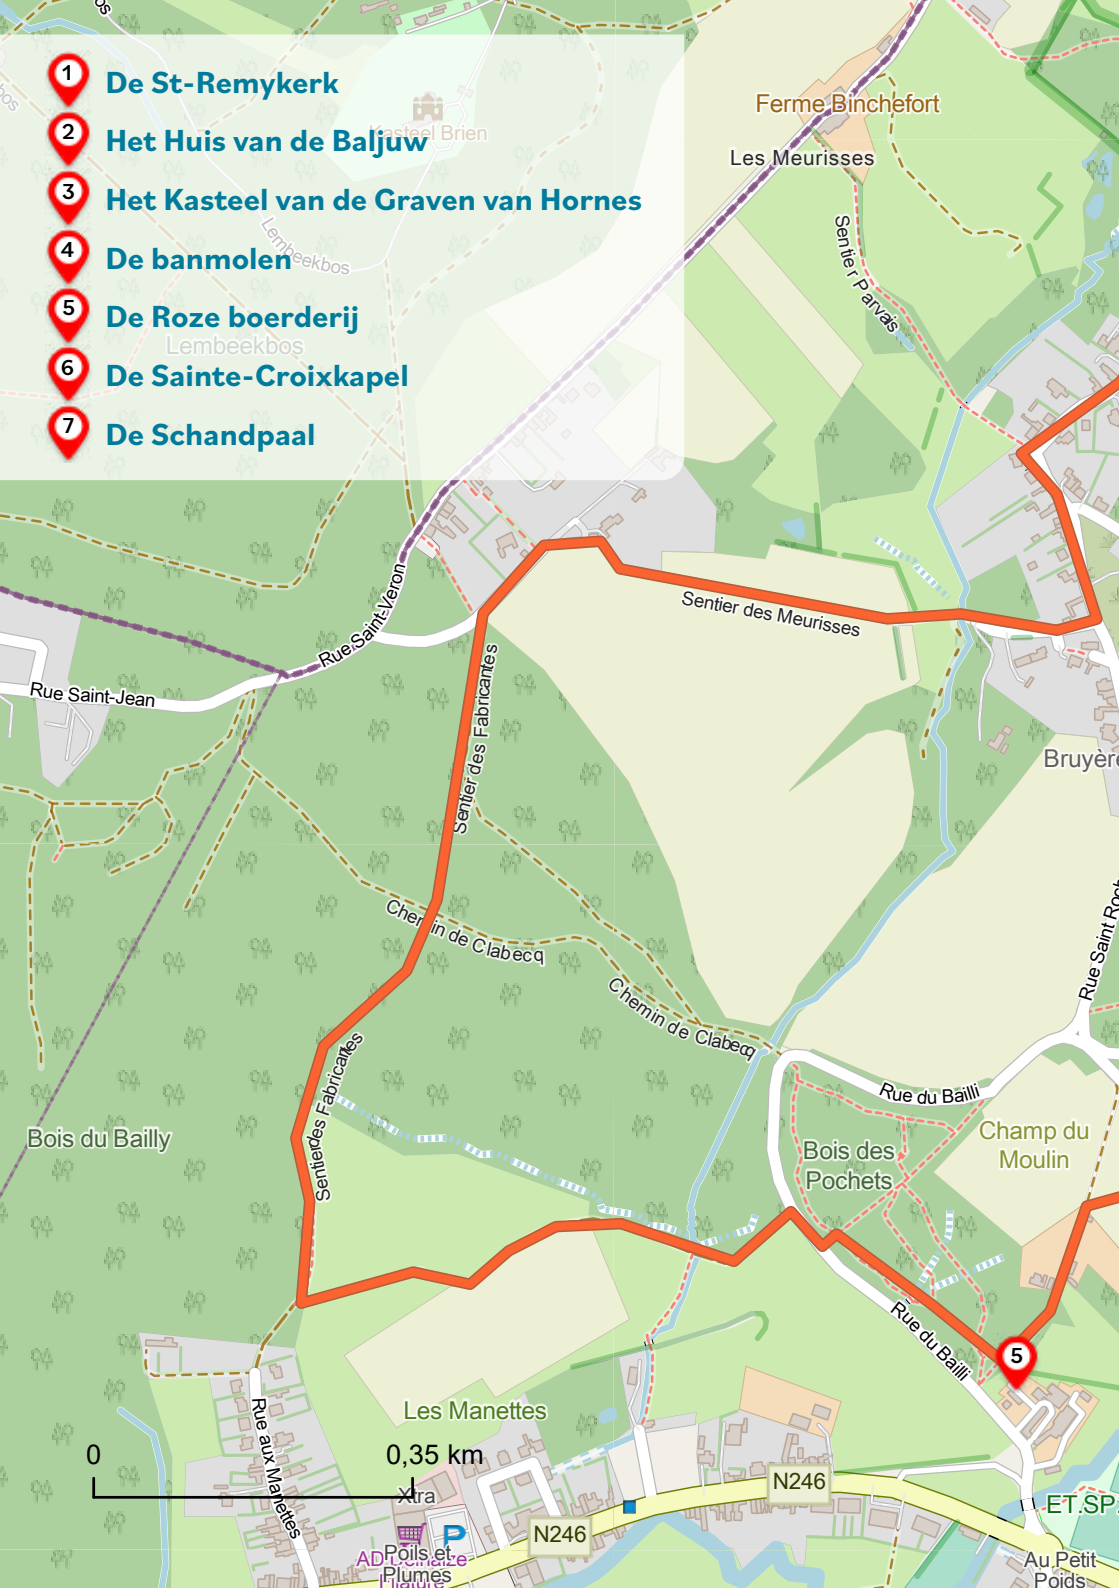 1 De St-Remykerk
2 Het Huis van de Baljuw
3 Het Kasteel van de Graven van Hornes
4 De banmolen
5 De Roze boerderij
6 De Sainte-Croixkapel
7 De Schandpaal
Kasteel Brien
Lembeekbos
Lembeekbos
Ferme Binchefort
Les Meurisses
Sentier Parvais
Rue Saint-Veron
Rue Saint-Jean
Sentier des Meurisses
Sentier des Fabricantes
Bruyère
Chemin de Clabecq
Chemin de Clabecq
Rue Saint Roch
Sentier des Fabricantes
Rue du Bailli
Bois du Bailly
Bois des
Pochets
Champ du
Moulin
Rue du Bailli
5
Les Manettes
Rue aux Manettes
0 0,35 km
Xtra
P
N246
N246
ET.SP.
AD Delhaize
Poils et
Plumes
Filature
Au Petit
Poids